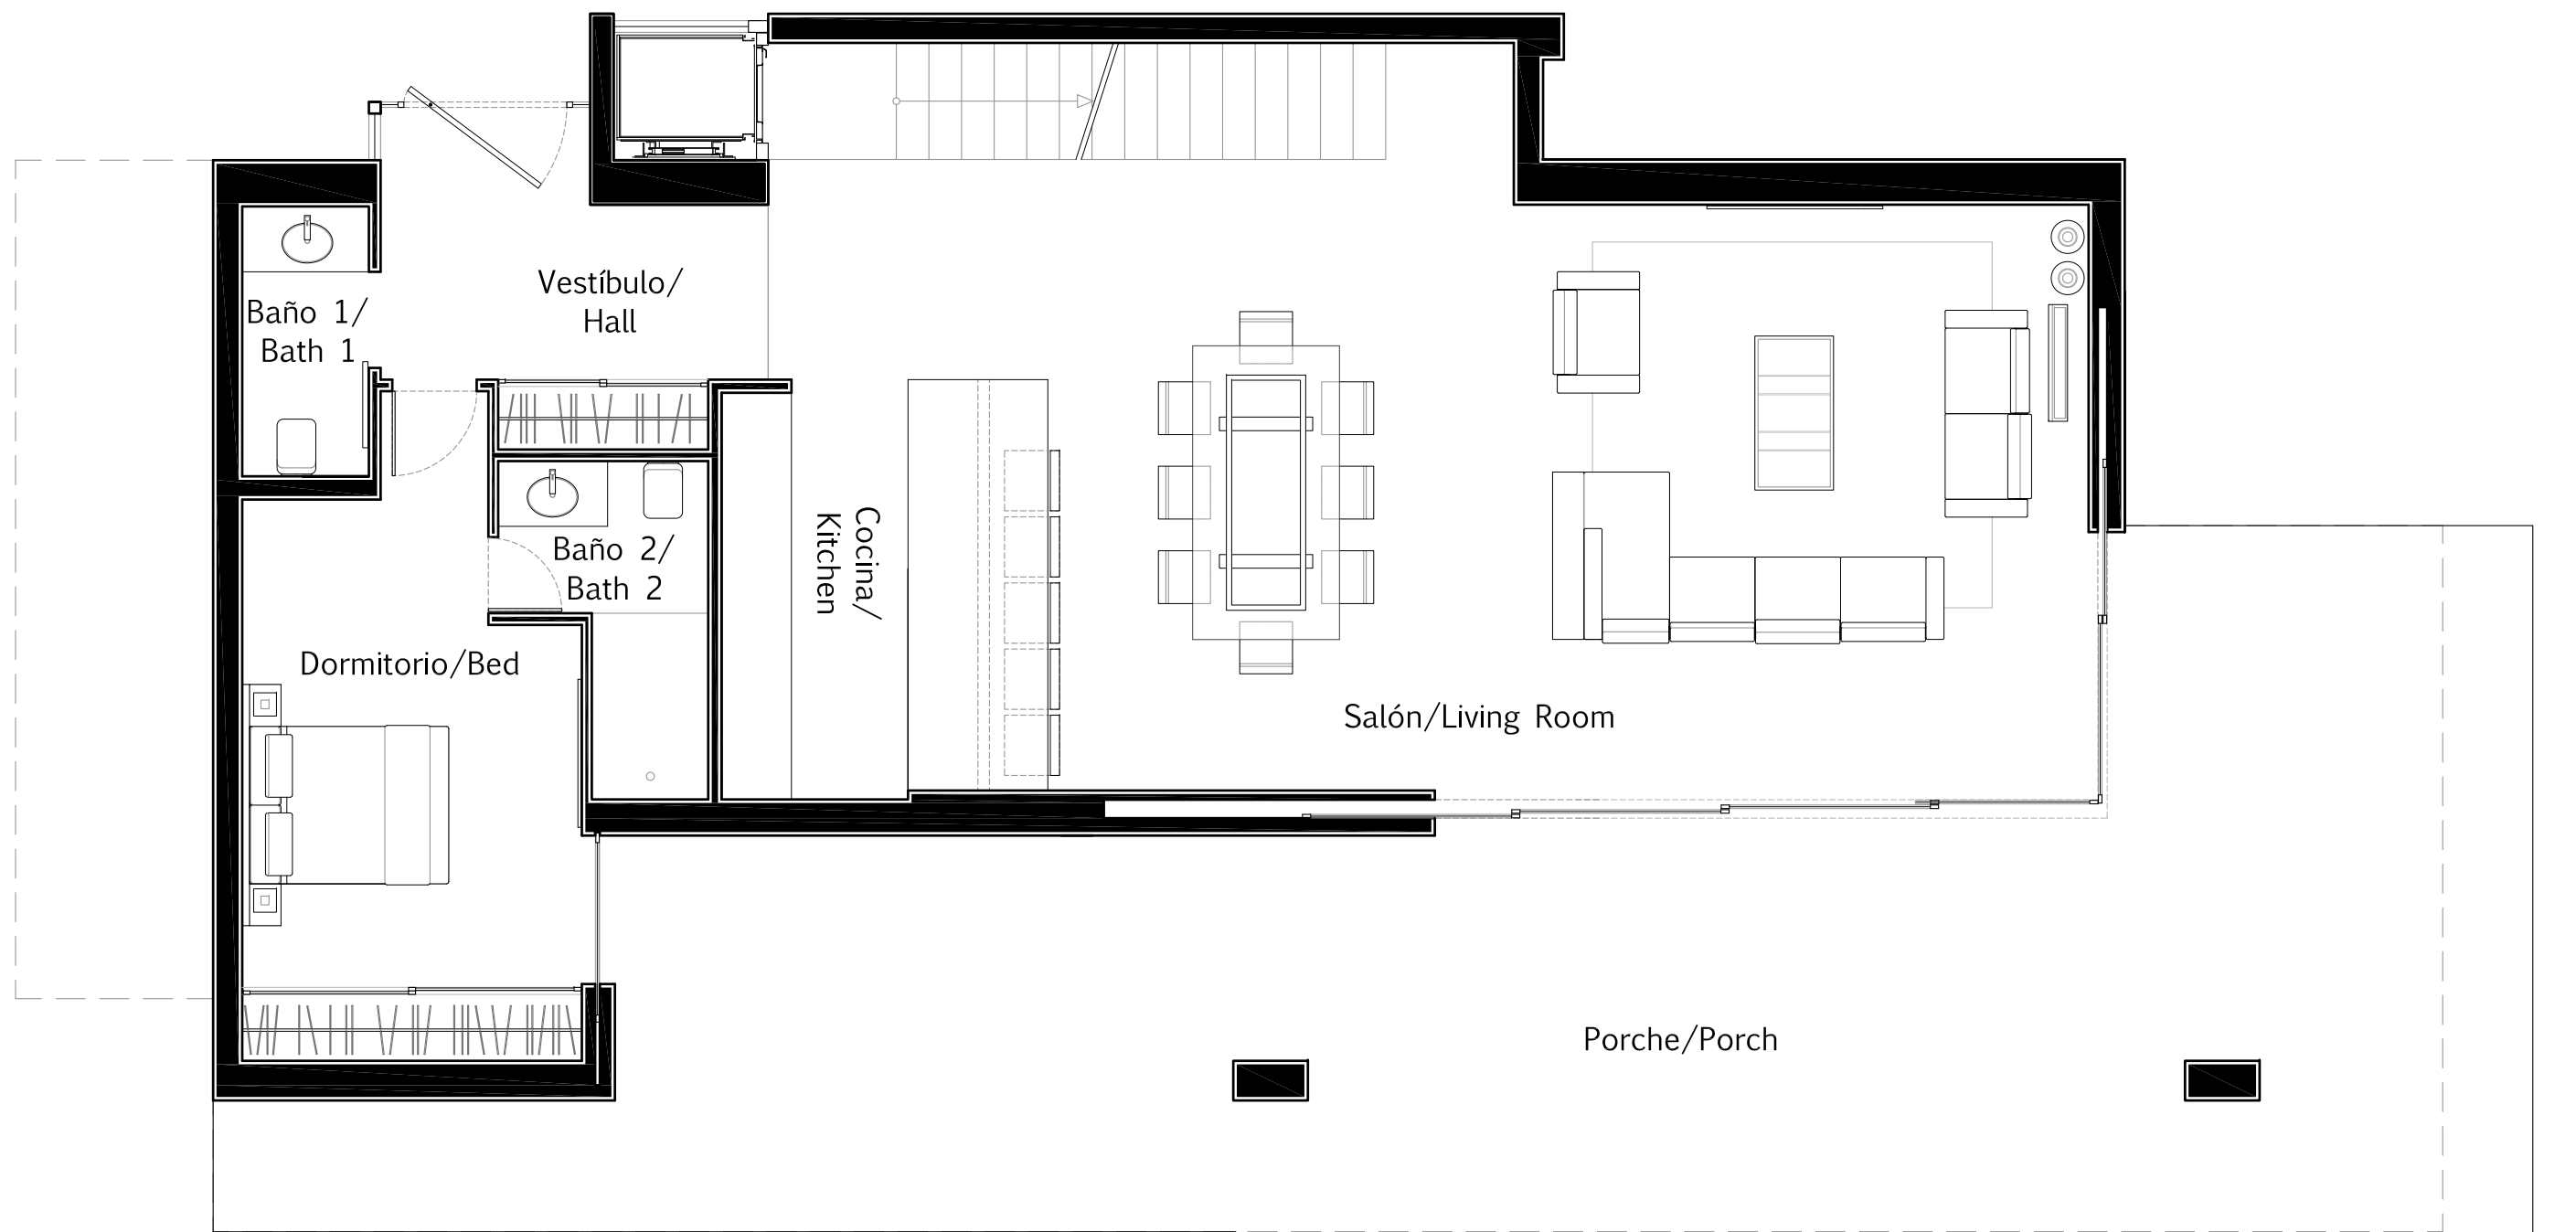 Vestíbulo/
Hall
Baño 1/
Bath 1
Cocina/
Kitchen
Baño 2/
Bath 2
Dormitorio/Bed
Salón/Living Room
Porche/Porch